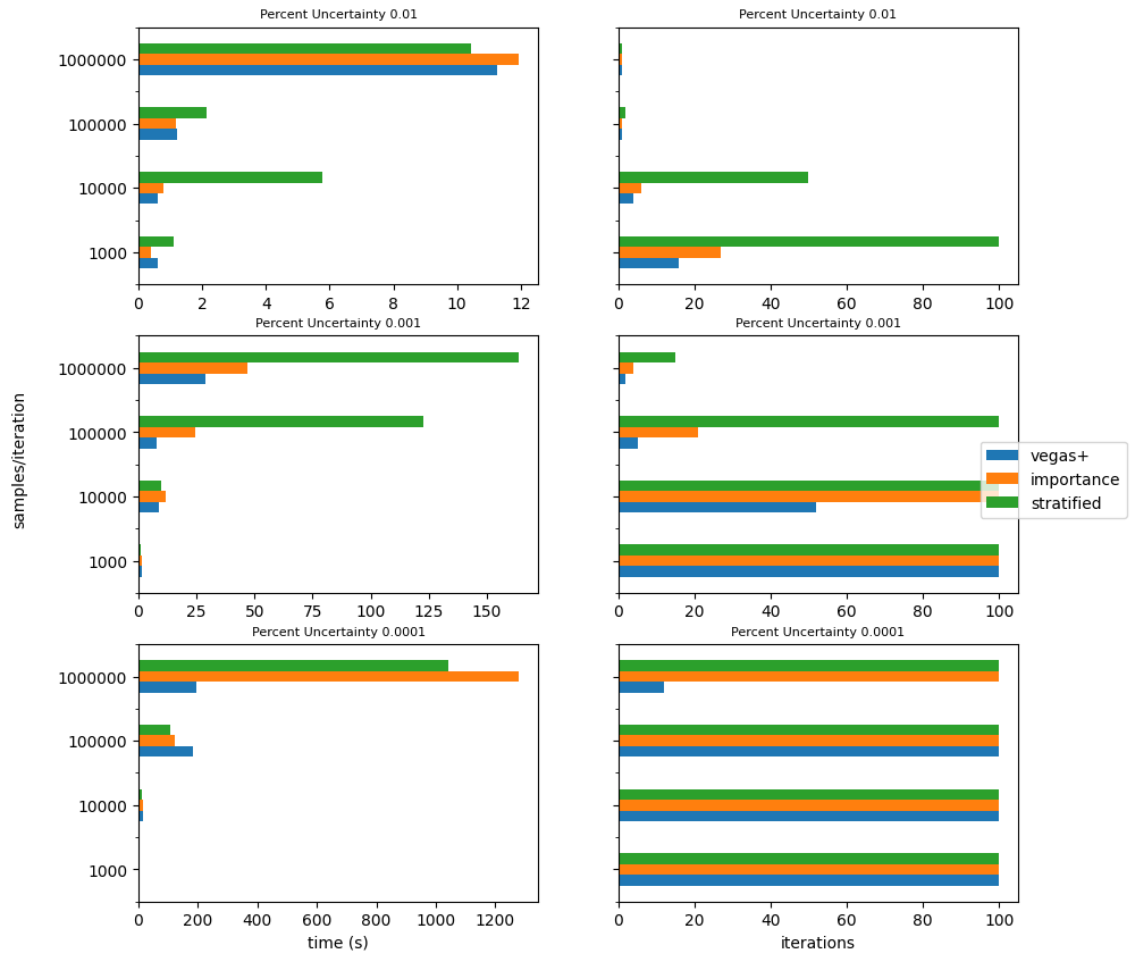 Percent Uncertainty 0.01
1000000
100000
10000
1000
0 2 4 6 8 10 12
Percent Uncertainty 0.01
0 20 40 60 80 100
Percent Uncertainty 0.001
1000000
100000
10000
1000
0 25 50 75 100 125 150
Percent Uncertainty 0.001
0 20 40 60 80 100
samples/iteration
vegas+
importance
stratified
Percent Uncertainty 0.0001
1000000
100000
10000
1000
0 200 400 600 800 1000 1200
time (s)
Percent Uncertainty 0.0001
0 20 40 60 80 100
iterations